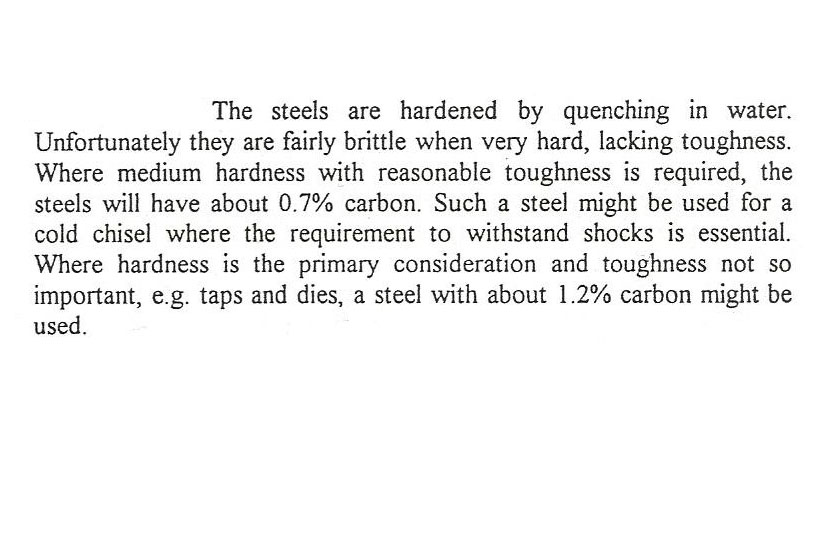 The steels are hardened by quenching in water.
Unfortunately they are fairly brittle when very hard, lacking toughness.
Where medium hardness with reasonable toughness is required, the
steels will have about 0.7% carbon. Such a steel might be used for a
cold chisel where the requirement to withstand shocks is essential.
Where hardness is the primary consideration and toughness not so
important, e.g. taps and dies, a steel with about 1.2% carbon might be
used.